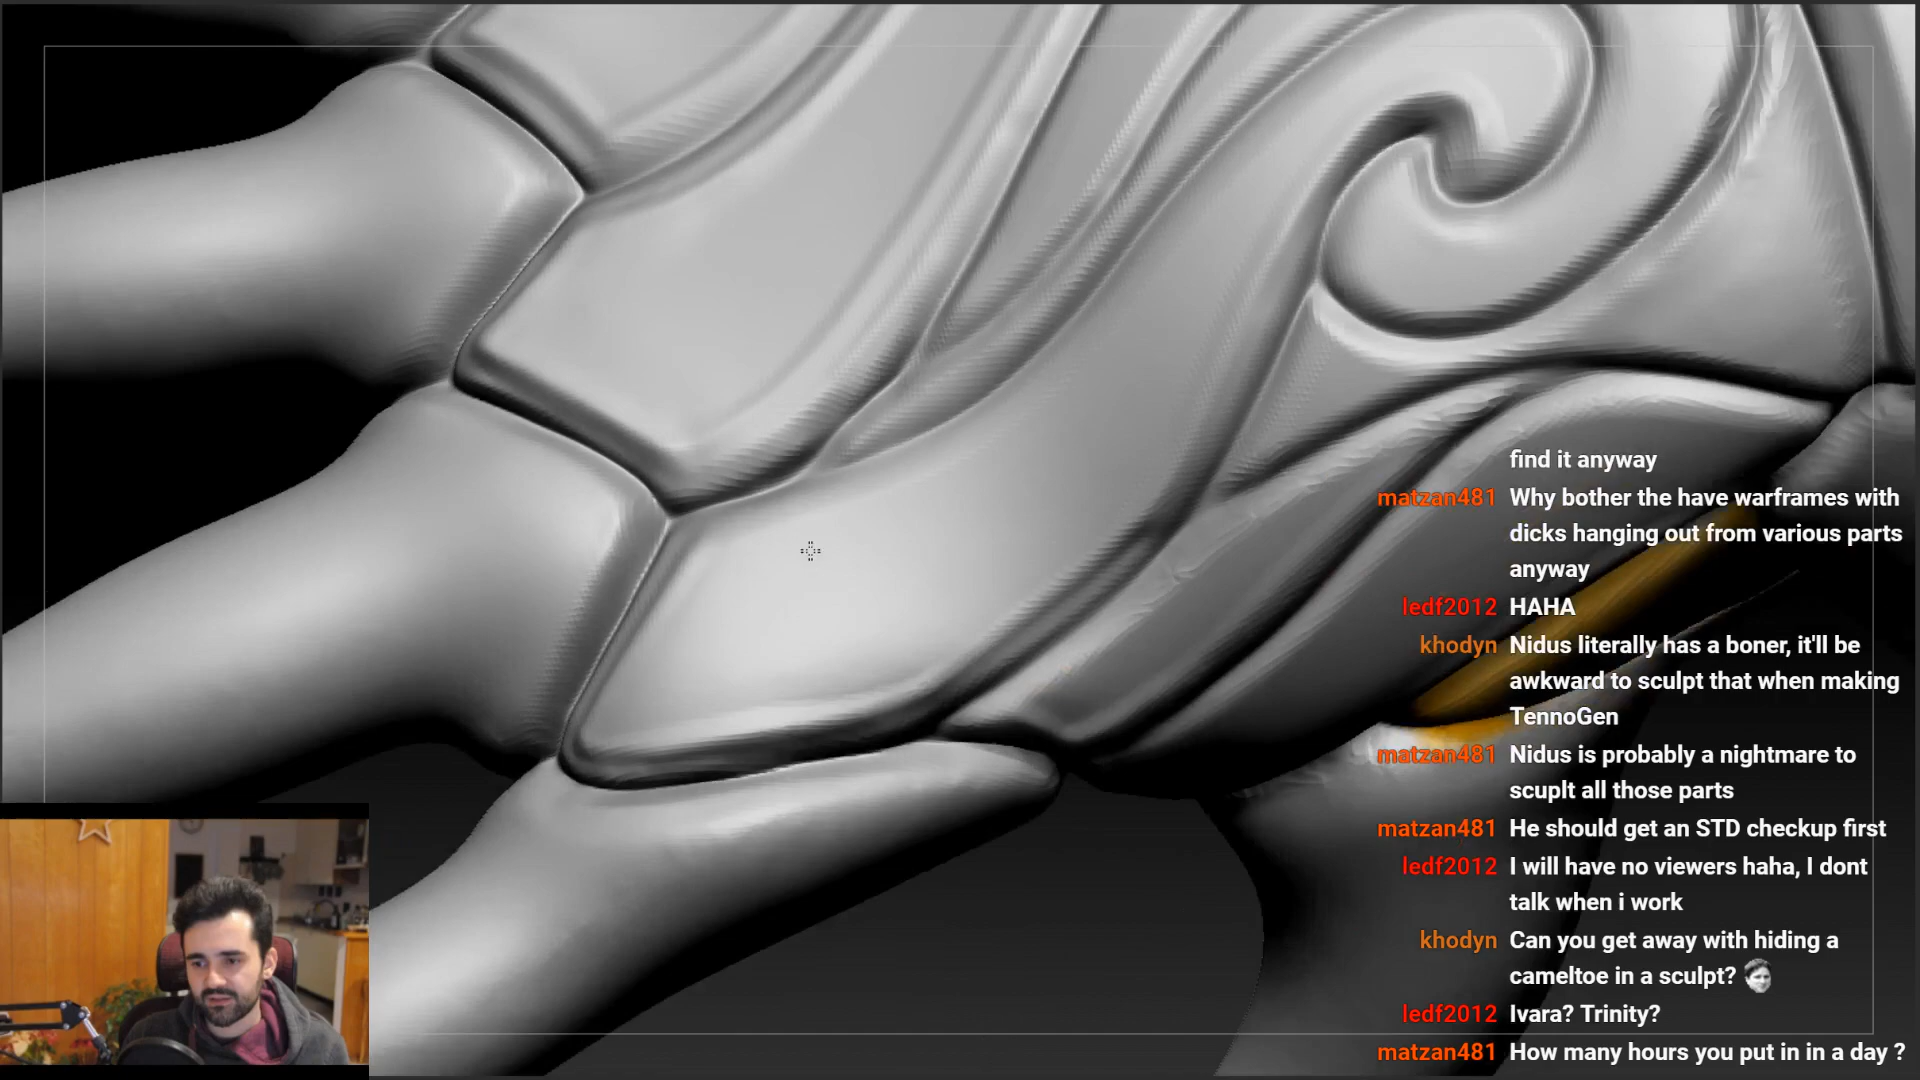 find it anyway
matzan481 Why bother the have warframes with
dicks hanging out from various parts
anyway
ledf2012 HAHA
khodyn Nidus literally has a boner, it'll be
awkward to sculpt that when making
TennoGen
matzan481 Nidus is probably a nightmare to
scuplt all those parts
matzan481 He should get an STD checkup first
ledf2012 I will have no viewers haha, I dont
talk when i work
khodyn Can you get away with hiding a
cameltoe in a sculpt?
ledf2012 Ivara? Trinity?
matzan481 How many hours you put in in a day ?